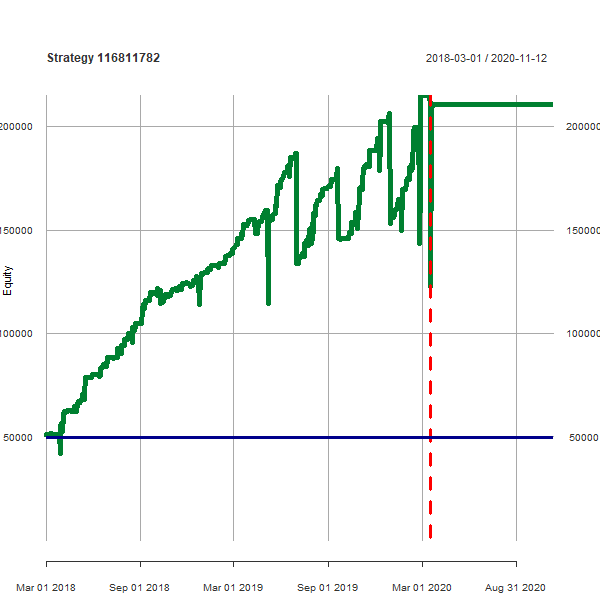 Strategy 116811782
2018-03-01 / 2020-11-12
200000
200000
150000
150000
Equity
100000
100000
50000
50000
Mar 01 2018
Sep 01 2018
Mar 01 2019
Sep 01 2019
Mar 01 2020
Aug 31 2020